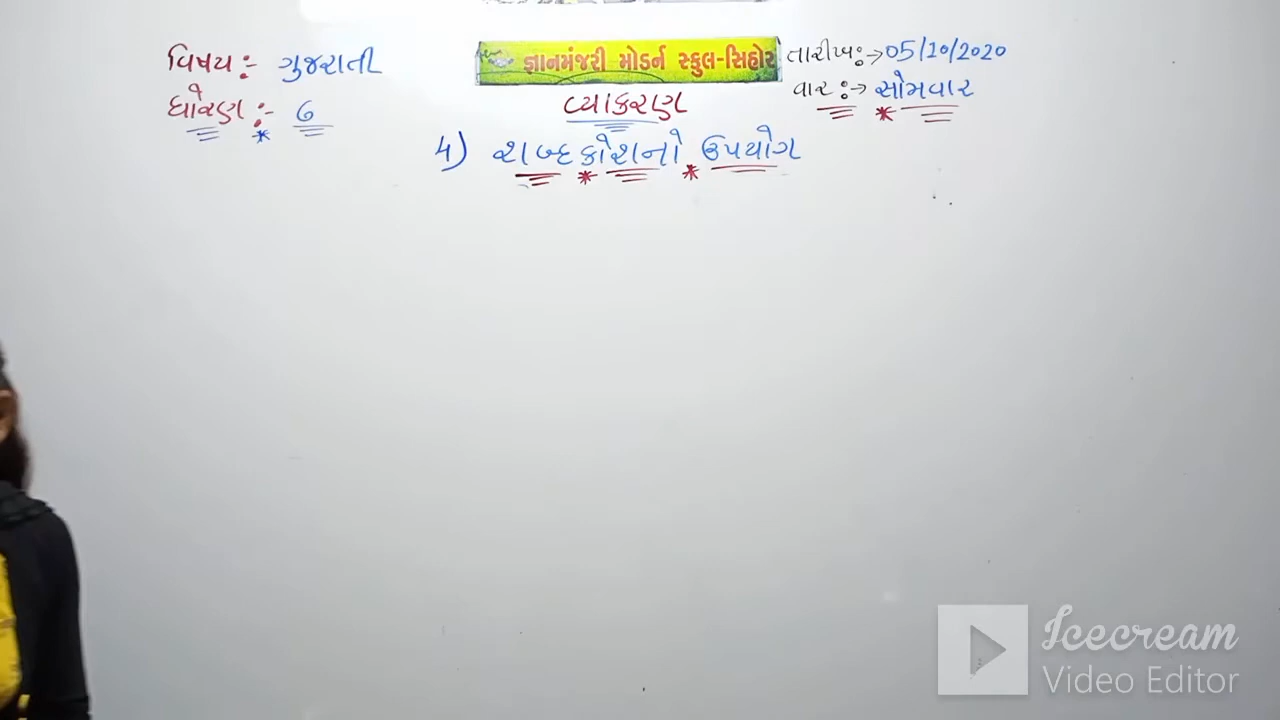 વિષય :- ગુજરાતી
ધોરણ :- ૭
જ્ઞાનમંજરી મોડર્ન સ્કુલ-સિહોર
તારીખ :→ 05/10/2020
વાર :→ સોમવાર
વ્યાકરણ
4) શબ્દકોશનો ઉપયોગ
Icecream
Video Editor